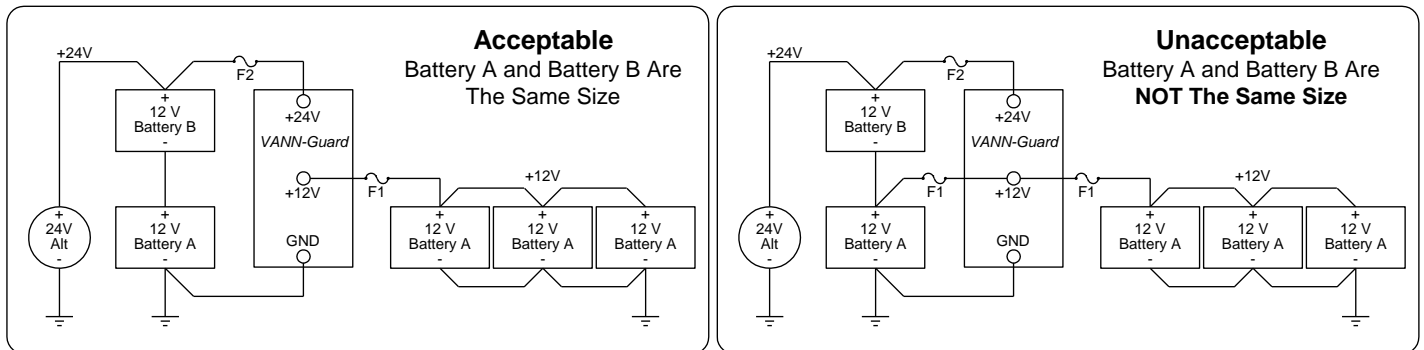 Acceptable
Battery A and Battery B Are
The Same Size
+24V
F2
+
12 V
Battery B
-
+24V
VANN-Guard
+12V
GND
F1
+12V
+
24V
Alt
-
+
12 V
Battery A
-
+
12 V
Battery A
-
+
12 V
Battery A
-
+
12 V
Battery A
-
Unacceptable
Battery A and Battery B Are
NOT The Same Size
+24V
F2
+
12 V
Battery B
-
+24V
VANN-Guard
F1
+12V
GND
F1
+12V
+
24V
Alt
-
+
12 V
Battery A
-
+
12 V
Battery A
-
+
12 V
Battery A
-
+
12 V
Battery A
-